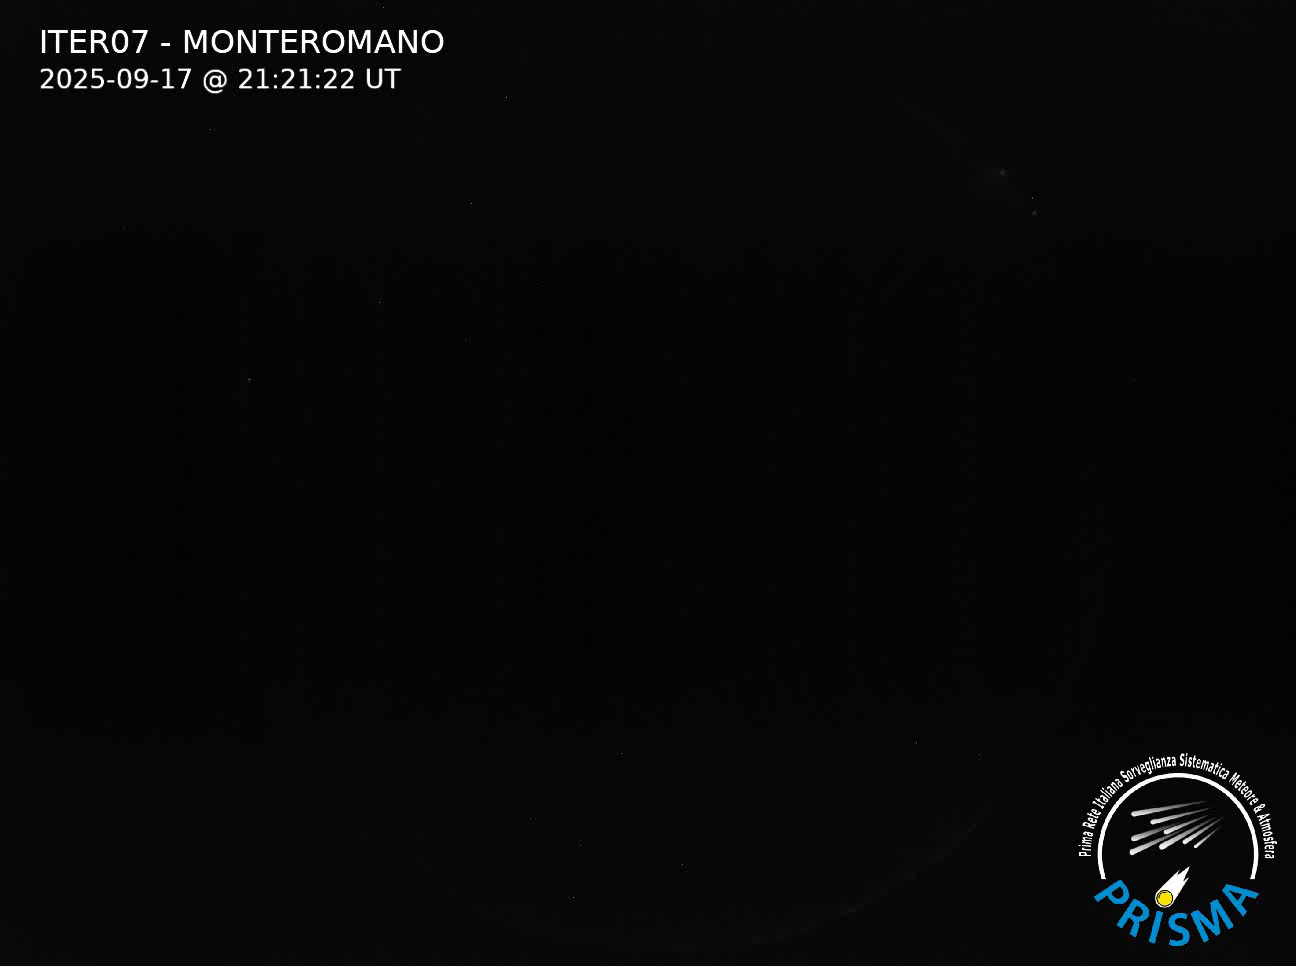 ITER07 - MONTEROMANO
2025-09-17 @ 21:21:22 UT
Prima Rete Italiana Sorveglianza Sistematica Meteore & Atmosfera
PRISMA